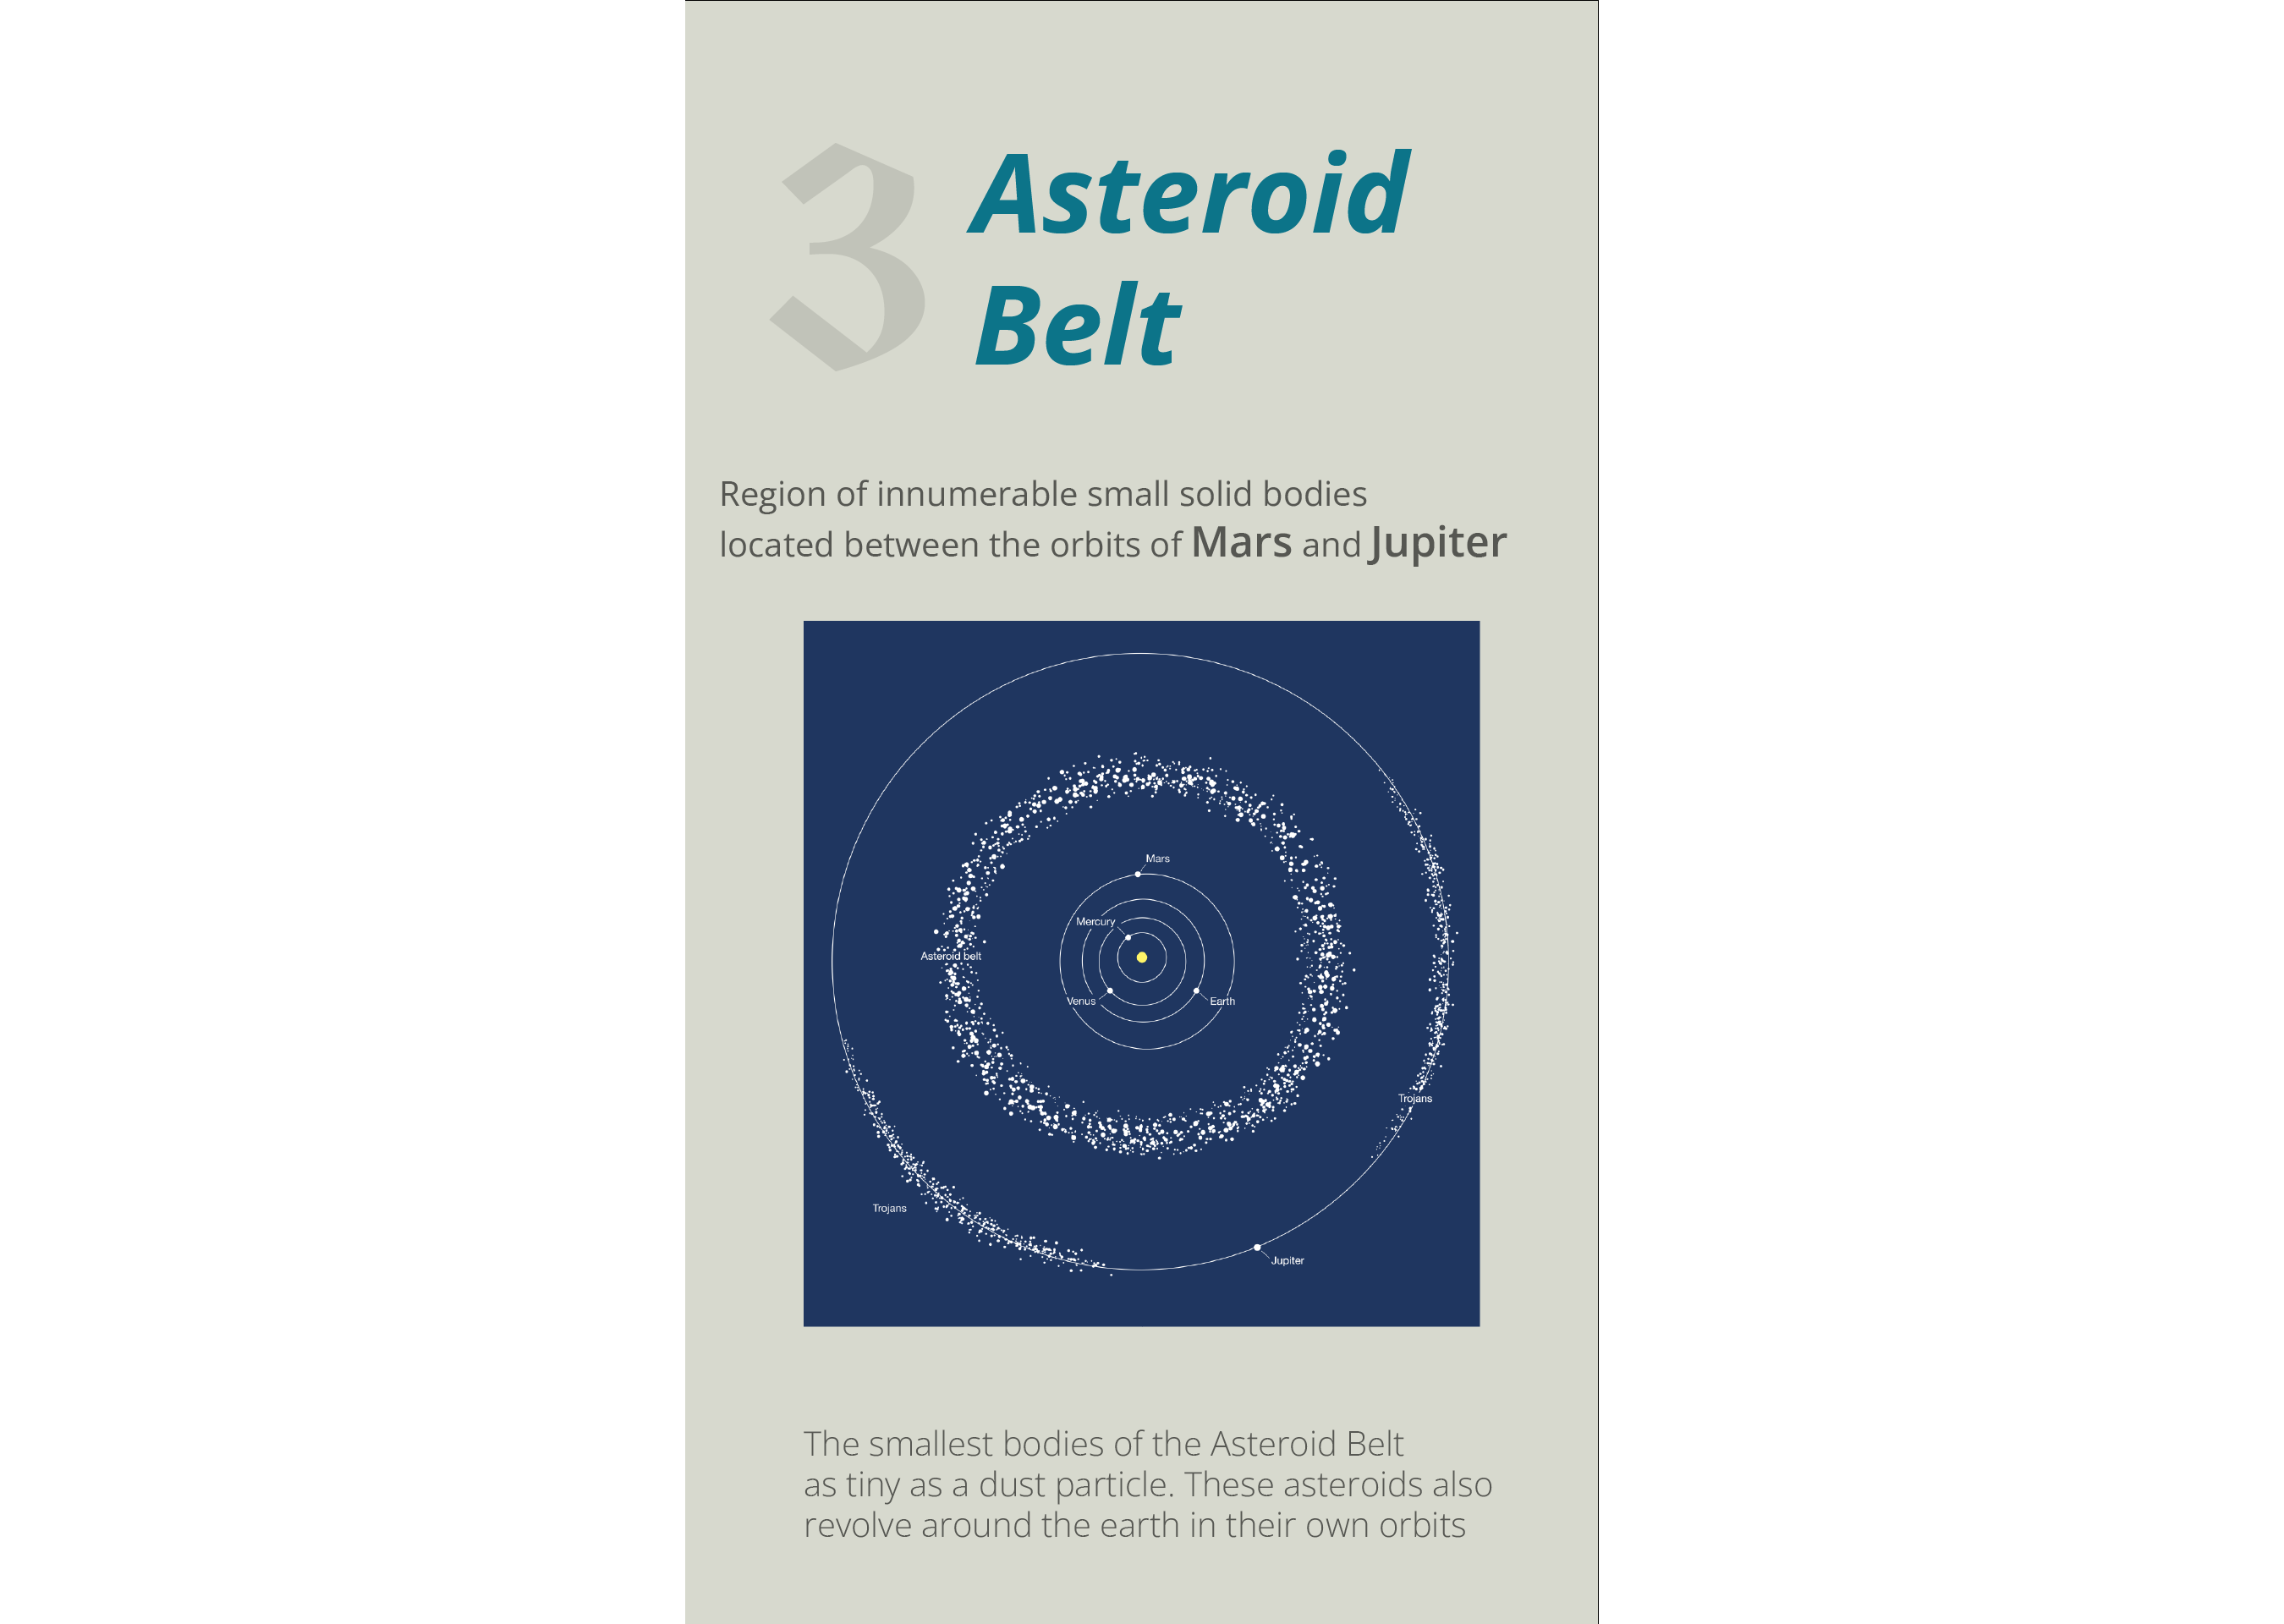 3
Asteroid
Belt
Region of innumerable small solid bodies
located between the orbits of Mars and Jupiter
Mars
Mercury
Asteroid belt
Venus
Earth
Trojans
Trojans
Jupiter
The smallest bodies of the Asteroid Belt
as tiny as a dust particle. These asteroids also
revolve around the earth in their own orbits